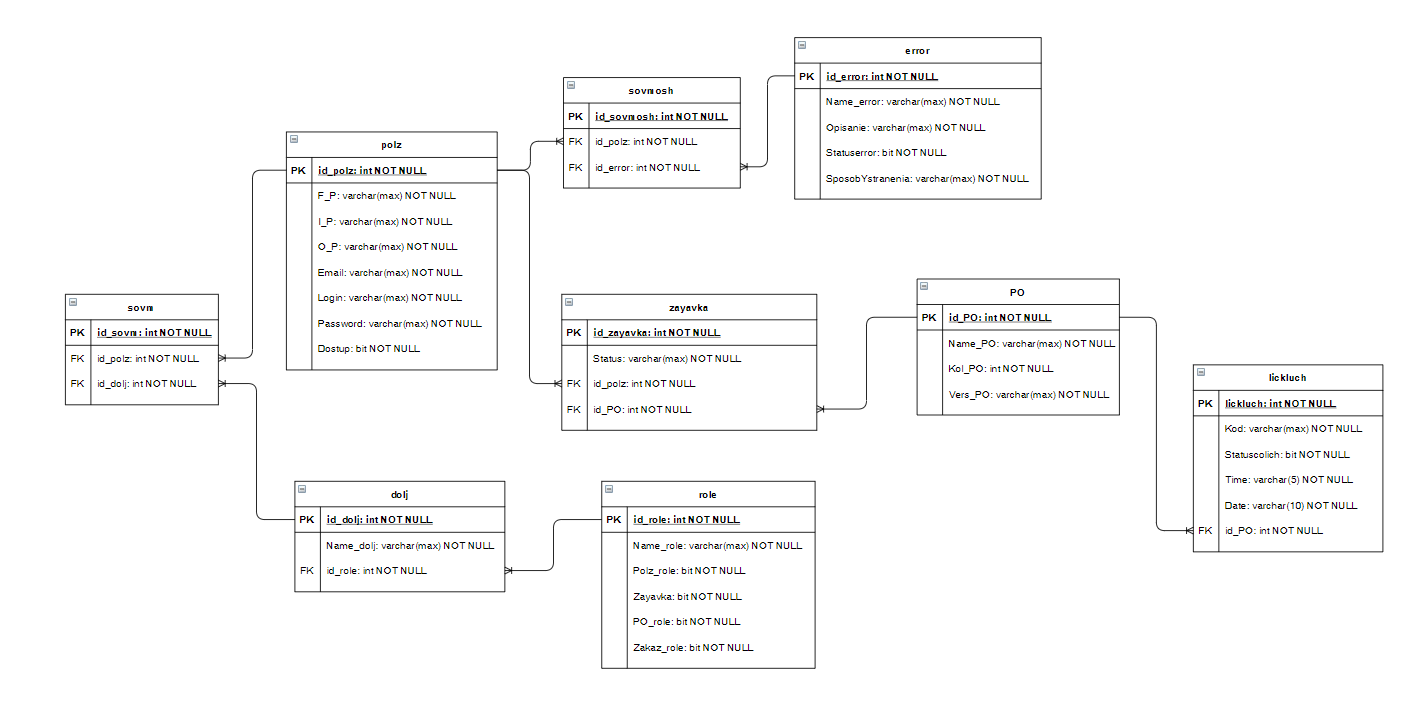 error
PK id_error: int NOT NULL
Name_error: varchar(max) NOT NULL
Opisanie: varchar(max) NOT NULL
Statuserror: bit NOT NULL
SposobYstranenia: varchar(max) NOT NULL
sovmosh
PK id_sovmosh: int NOT NULL
FK id_polz: int NOT NULL
FK id_error: int NOT NULL
polz
PK id_polz: int NOT NULL
F_P: varchar(max) NOT NULL
I_P: varchar(max) NOT NULL
O_P: varchar(max) NOT NULL
Email: varchar(max) NOT NULL
Login: varchar(max) NOT NULL
Password: varchar(max) NOT NULL
Dostup: bit NOT NULL
sovm
PK id_sovm: int NOT NULL
FK id_polz: int NOT NULL
FK id_dolj: int NOT NULL
zayavka
PK id_zayavka: int NOT NULL
Status: varchar(max) NOT NULL
FK id_polz: int NOT NULL
FK id_PO: int NOT NULL
PO
PK id_PO: int NOT NULL
Name_PO: varchar(max) NOT NULL
Kol_PO: int NOT NULL
Vers_PO: varchar(max) NOT NULL
lickluch
PK lickluch: int NOT NULL
Kod: varchar(max) NOT NULL
Statuscolich: bit NOT NULL
Time: varchar(5) NOT NULL
Date: varchar(10) NOT NULL
FK id_PO: int NOT NULL
dolj
PK id_dolj: int NOT NULL
Name_dolj: varchar(max) NOT NULL
FK id_role: int NOT NULL
role
PK id_role: int NOT NULL
Name_role: varchar(max) NOT NULL
Polz_role: bit NOT NULL
Zayavka: bit NOT NULL
PO_role: bit NOT NULL
Zakaz_role: bit NOT NULL